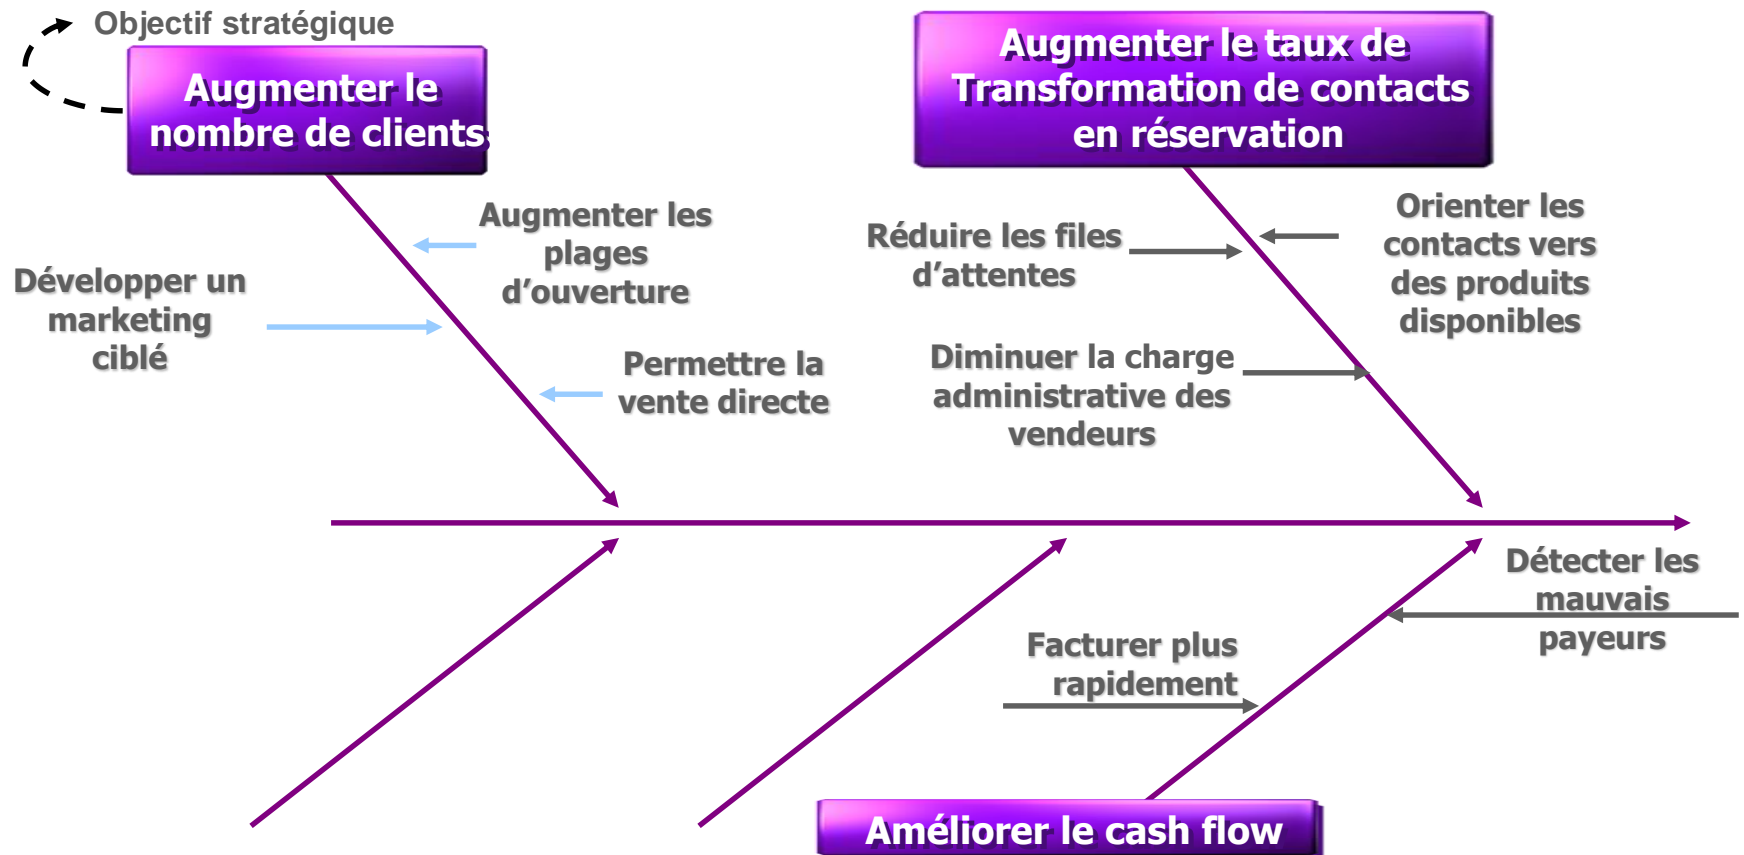 Objectif stratégique
Augmenter le
nombre de clients
Augmenter le taux de
Transformation de contacts
en réservation
Augmenter les
plages
d’ouverture
Développer un
marketing
ciblé
Permettre la
vente directe
Réduire les files
d’attentes
Orienter les
contacts vers
des produits
disponibles
Diminuer la charge
administrative des
vendeurs
Détecter les
mauvais
payeurs
Facturer plus
rapidement
Améliorer le cash flow